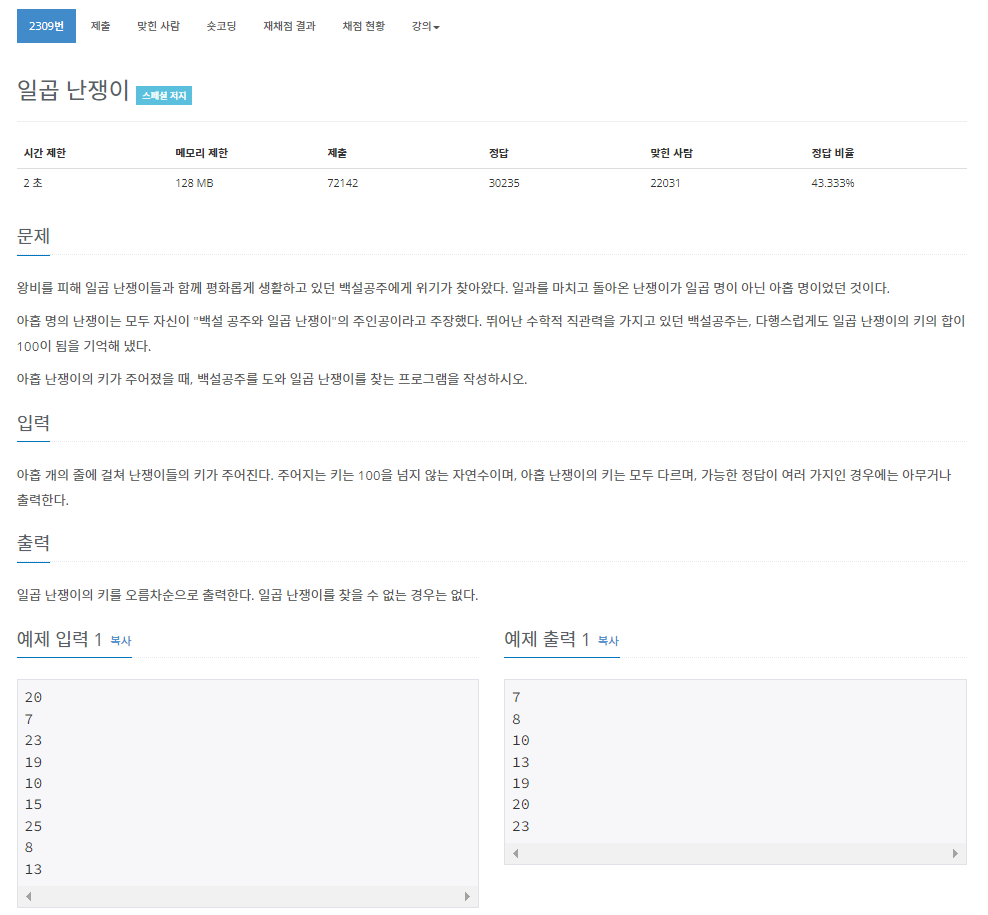 2309번 제출 맞힌 사람 숏코딩 재채점 결과 채점 현황 강의
일곱 난쟁이 스페셜 저지
시간 제한 메모리 제한 제출 정답 맞힌 사람 정답 비율
2 초 128 MB 72142 30235 22031 43.333%
문제
왕비를 피해 일곱 난쟁이들과 함께 평화롭게 생활하고 있던 백설공주에게 위기가 찾아왔다. 일과를 마치고 돌아온 난쟁이가 일곱 명이 아닌 아홉 명이었던 것이다.
아홉 명의 난쟁이는 모두 자신이 "백설 공주와 일곱 난쟁이"의 주인공이라고 주장했다. 뛰어난 수학적 직관력을 가지고 있던 백설공주는, 다행스럽게도 일곱 난쟁이의 키의 합이
100이 됨을 기억해 냈다.
아홉 난쟁이의 키가 주어졌을 때, 백설공주를 도와 일곱 난쟁이를 찾는 프로그램을 작성하시오.
입력
아홉 개의 줄에 걸쳐 난쟁이들의 키가 주어진다. 주어지는 키는 100을 넘지 않는 자연수이며, 아홉 난쟁이의 키는 모두 다르며, 가능한 정답이 여러 가지인 경우에는 아무거나
출력한다.
출력
일곱 난쟁이의 키를 오름차순으로 출력한다. 일곱 난쟁이를 찾을 수 없는 경우는 없다.
예제 입력 1 복사
20
7
23
19
10
15
25
8
13
예제 출력 1 복사
7
8
10
13
19
20
23